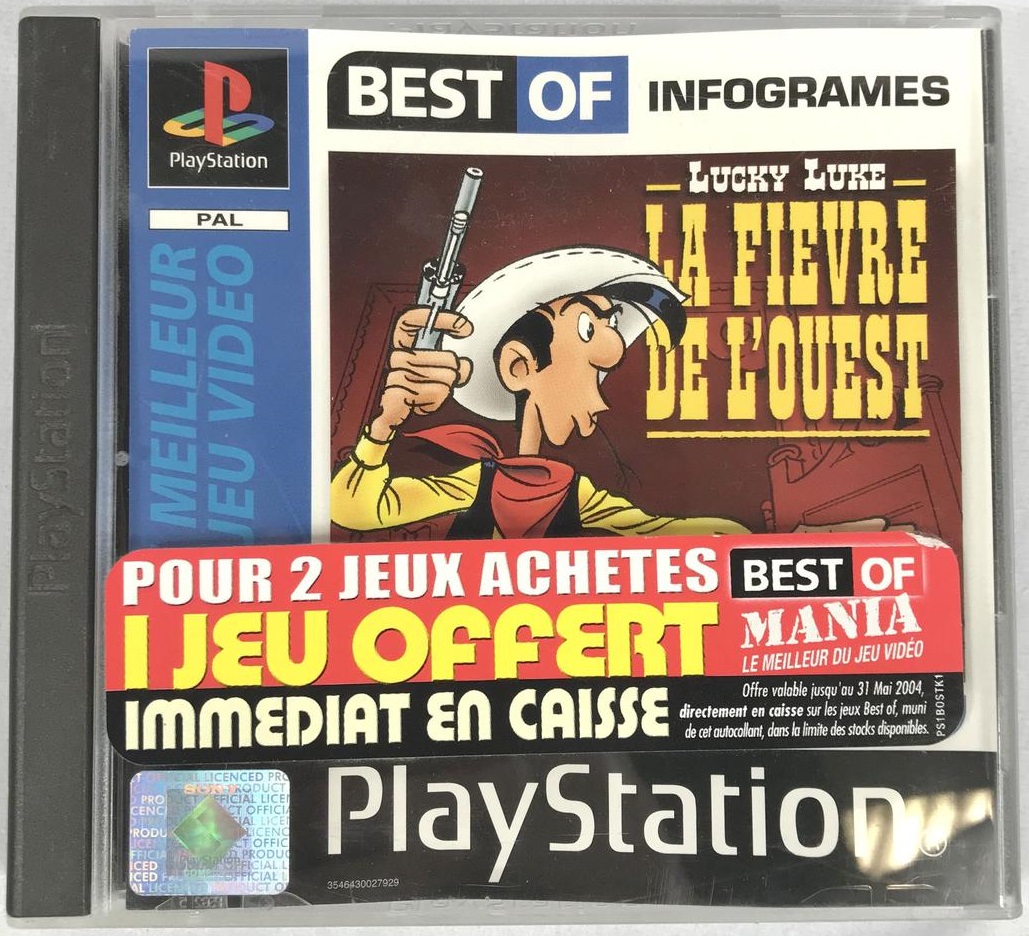 PlayStation
PlayStation
PAL
MEILLEUR
JEU VIDEO
BEST OF INFOGRAMES
LUCKY LUKE
LA FIEVRE
DE L'OUEST
POUR 2 JEUX ACHETES
1 JEU OFFERT
IMMEDIAT EN CAISSE
BEST OF
MANIA
LE MEILLEUR DU JEU VIDÉO
Offre valable jusqu'au 31 Mai 2004,
directement en caisse sur les jeux Best of, muni
de cet autocollant, dans la limite des stocks disponibles.
PS1BOSTK1
SONY
PlayStation
3546430027929